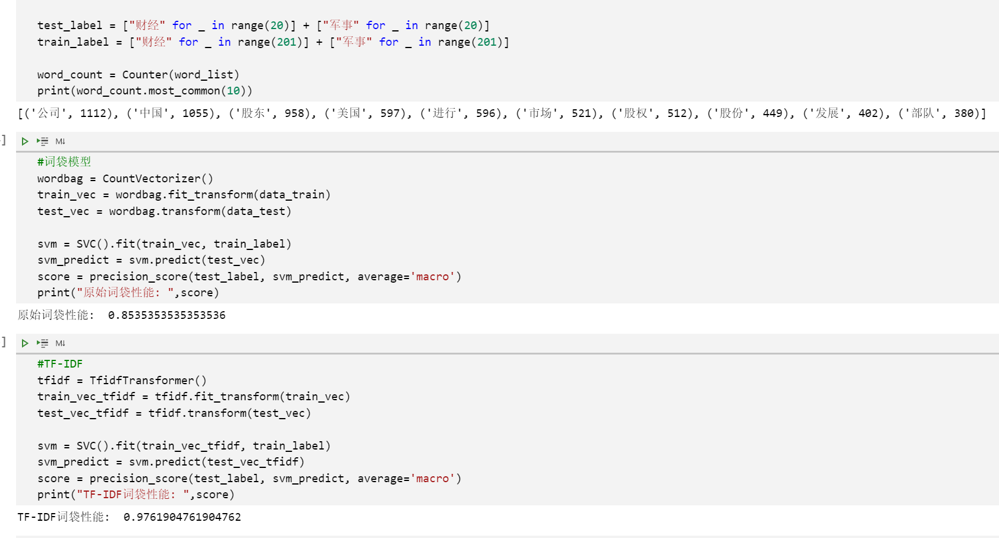 test_label = ["财经" for _ in range(20)] + ["军事" for _ in range(20)]
train_label = ["财经" for _ in range(201)] + ["军事" for _ in range(201)]
word_count = Counter(word_list)
print(word_count.most_common(10))
[('公司', 1112), ('中国', 1055), ('股东', 958), ('美国', 597), ('进行', 596), ('市场', 521), ('股权', 512), ('股份', 449), ('发展', 402), ('部队', 380)]
] M↓
#词袋模型
wordbag = CountVectorizer()
train_vec = wordbag.fit_transform(data_train)
test_vec = wordbag.transform(data_test)
svm = SVC().fit(train_vec, train_label)
svm_predict = svm.predict(test_vec)
score = precision_score(test_label, svm_predict, average='macro')
print("原始词袋性能: ",score)
原始词袋性能:  0.8535353535353536
] M↓
#TF-IDF
tfidf = TfidfTransformer()
train_vec_tfidf = tfidf.fit_transform(train_vec)
test_vec_tfidf = tfidf.transform(test_vec)
svm = SVC().fit(train_vec_tfidf, train_label)
svm_predict = svm.predict(test_vec_tfidf)
score = precision_score(test_label, svm_predict, average='macro')
print("TF-IDF词袋性能: ",score)
TF-IDF词袋性能:  0.9761904761904762